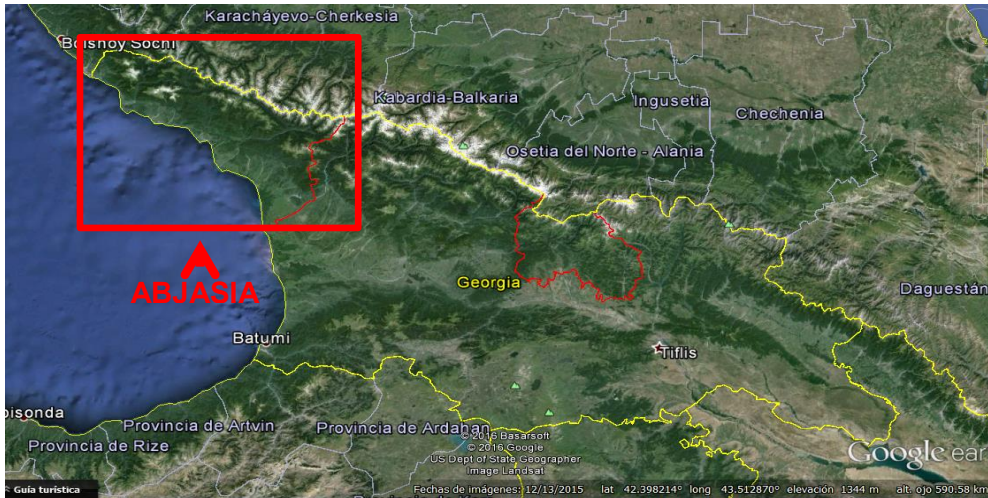 Karacháyevo-Cherkesia
Bolshoy Sochi
Kabardia-Balkaria
Ingusetia
Chechenia
Osetia del Norte - Alania
Georgia
Daguestán
ABJASIA
Batumi
Tiflis
bisonda
Provincia de Artvin
Provincia de Ardahan
Provincia de Rize
© 2016 Basarsoft
© 2016 Google
US Dept of State Geographer
Image Landsat
Google ear
Guía turística
Fechas de imágenes: 12/13/2015 lat 42.398214° long 43.512870° elevación 1344 m alt. ojo 590.58 km